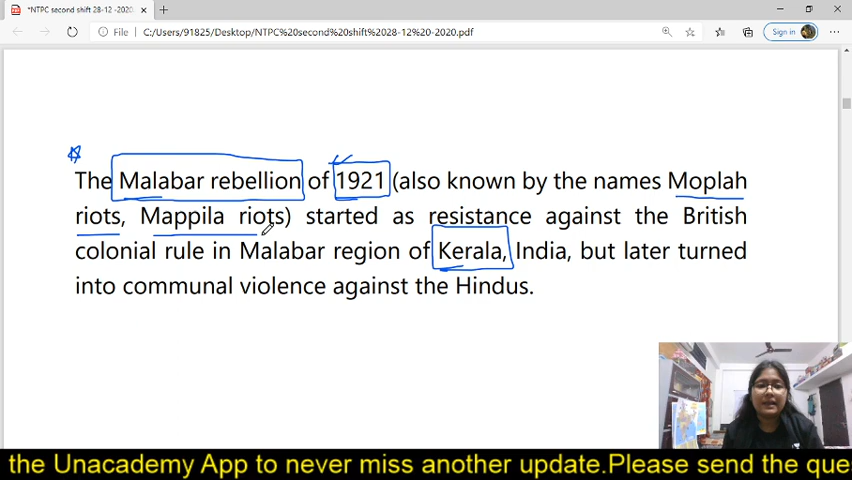 *NTPC second shift 28-12 -2020.
File
C:/Users/91825/Desktop/NTPC%20second%20shift%2028-12%20-2020.pdf
Sign in
The Malabar rebellion of 1921 (also known by the names Moplah
riots, Mappila riots) started as resistance against the British
colonial rule in Malabar region of Kerala, India, but later turned
into communal violence against the Hindus.
the Unacademy App to never miss another update.Please send the que